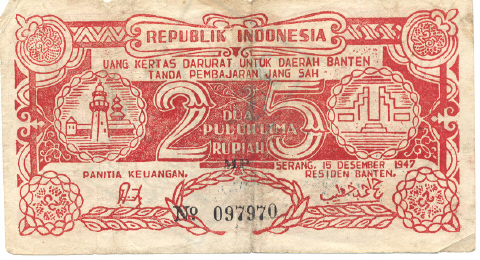 REPUBLIK INDONESIA
UANG KERTAS DARURAT UNTUK DAERAH BANTEN
TANDA PEMBAJARAN JANG SAH
25
DUA
PULUH LIMA
RUPIAH
SERANG, 15 DESEMBER 1947
PANITIA KEUANGAN. RESIDEN BANTEN.
No 097970